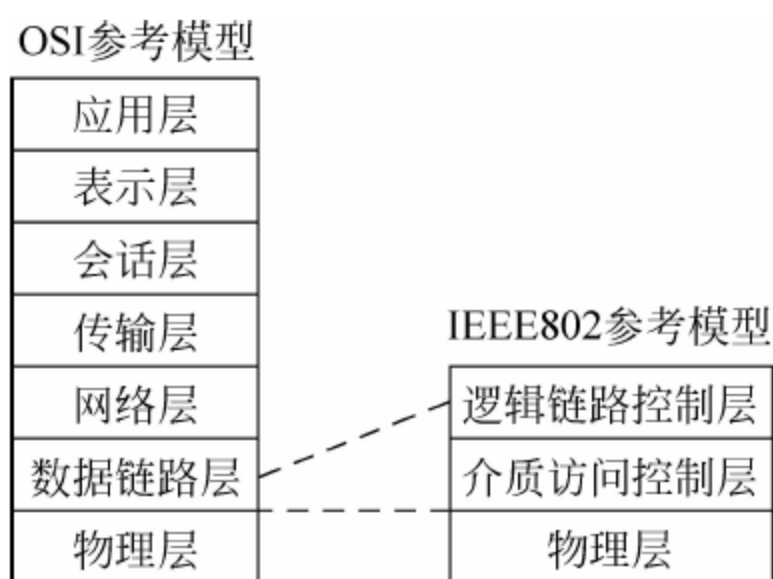 OSI参考模型
应用层
表示层
会话层
传输层
网络层
数据链路层
物理层
IEEE802参考模型
逻辑链路控制层
介质访问控制层
物理层